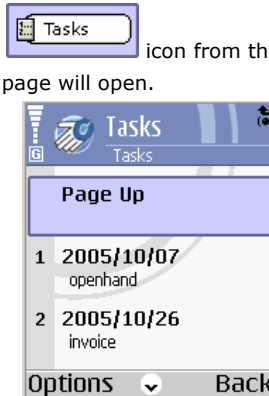 Tasks
icon from th
page will open.
Tasks
G
Tasks
Page Up
1 2005/10/07
openhand
2 2005/10/26
invoice
Options Back